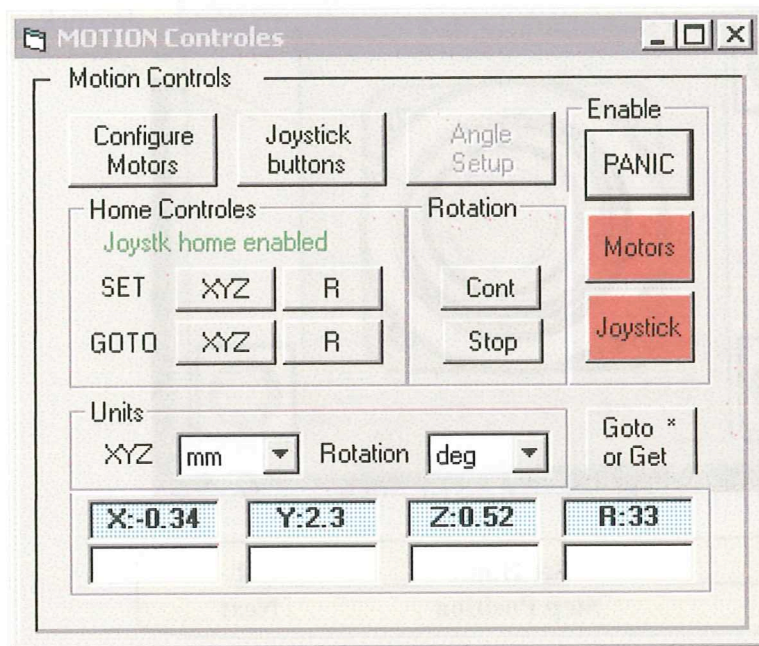 MOTION Controles
Motion Controls
Configure
Motors
Joystick
buttons
Angle
Setup
Enable
PANIC
Motors
Joystick
Home Controles
Joystk home enabled
SET XYZ R
GOTO XYZ R
Rotation
Cont
Stop
Units
XYZ mm Rotation deg
Goto *
or Get
X:-0.34 Y:2.3 Z:0.52 R:33